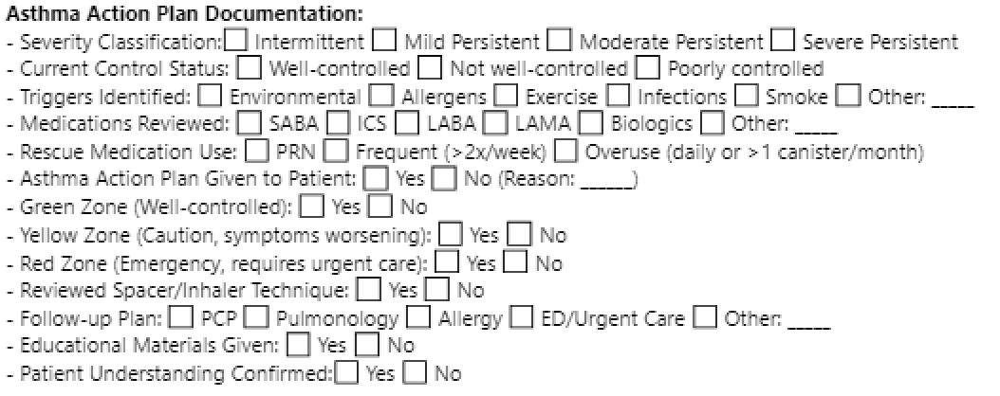 Asthma Action Plan Documentation:
- Severity Classification:☐ Intermittent ☐ Mild Persistent ☐ Moderate Persistent ☐ Severe Persistent
- Current Control Status: ☐ Well-controlled ☐ Not well-controlled ☐ Poorly controlled
- Triggers Identified: ☐ Environmental ☐ Allergens ☐ Exercise ☐ Infections ☐ Smoke ☐ Other: _____
- Medications Reviewed: ☐ SABA ☐ ICS ☐ LABA ☐ LAMA ☐ Biologics ☐ Other: _____
- Rescue Medication Use: ☐ PRN ☐ Frequent (>2x/week) ☐ Overuse (daily or >1 canister/month)
- Asthma Action Plan Given to Patient: ☐ Yes ☐ No (Reason: ______)
- Green Zone (Well-controlled): ☐ Yes ☐ No
- Yellow Zone (Caution, symptoms worsening): ☐ Yes ☐ No
- Red Zone (Emergency, requires urgent care): ☐ Yes ☐ No
- Reviewed Spacer/Inhaler Technique: ☐ Yes ☐ No
- Follow-up Plan: ☐ PCP ☐ Pulmonology ☐ Allergy ☐ ED/Urgent Care ☐ Other: _____
- Educational Materials Given: ☐ Yes ☐ No
- Patient Understanding Confirmed:☐ Yes ☐ No